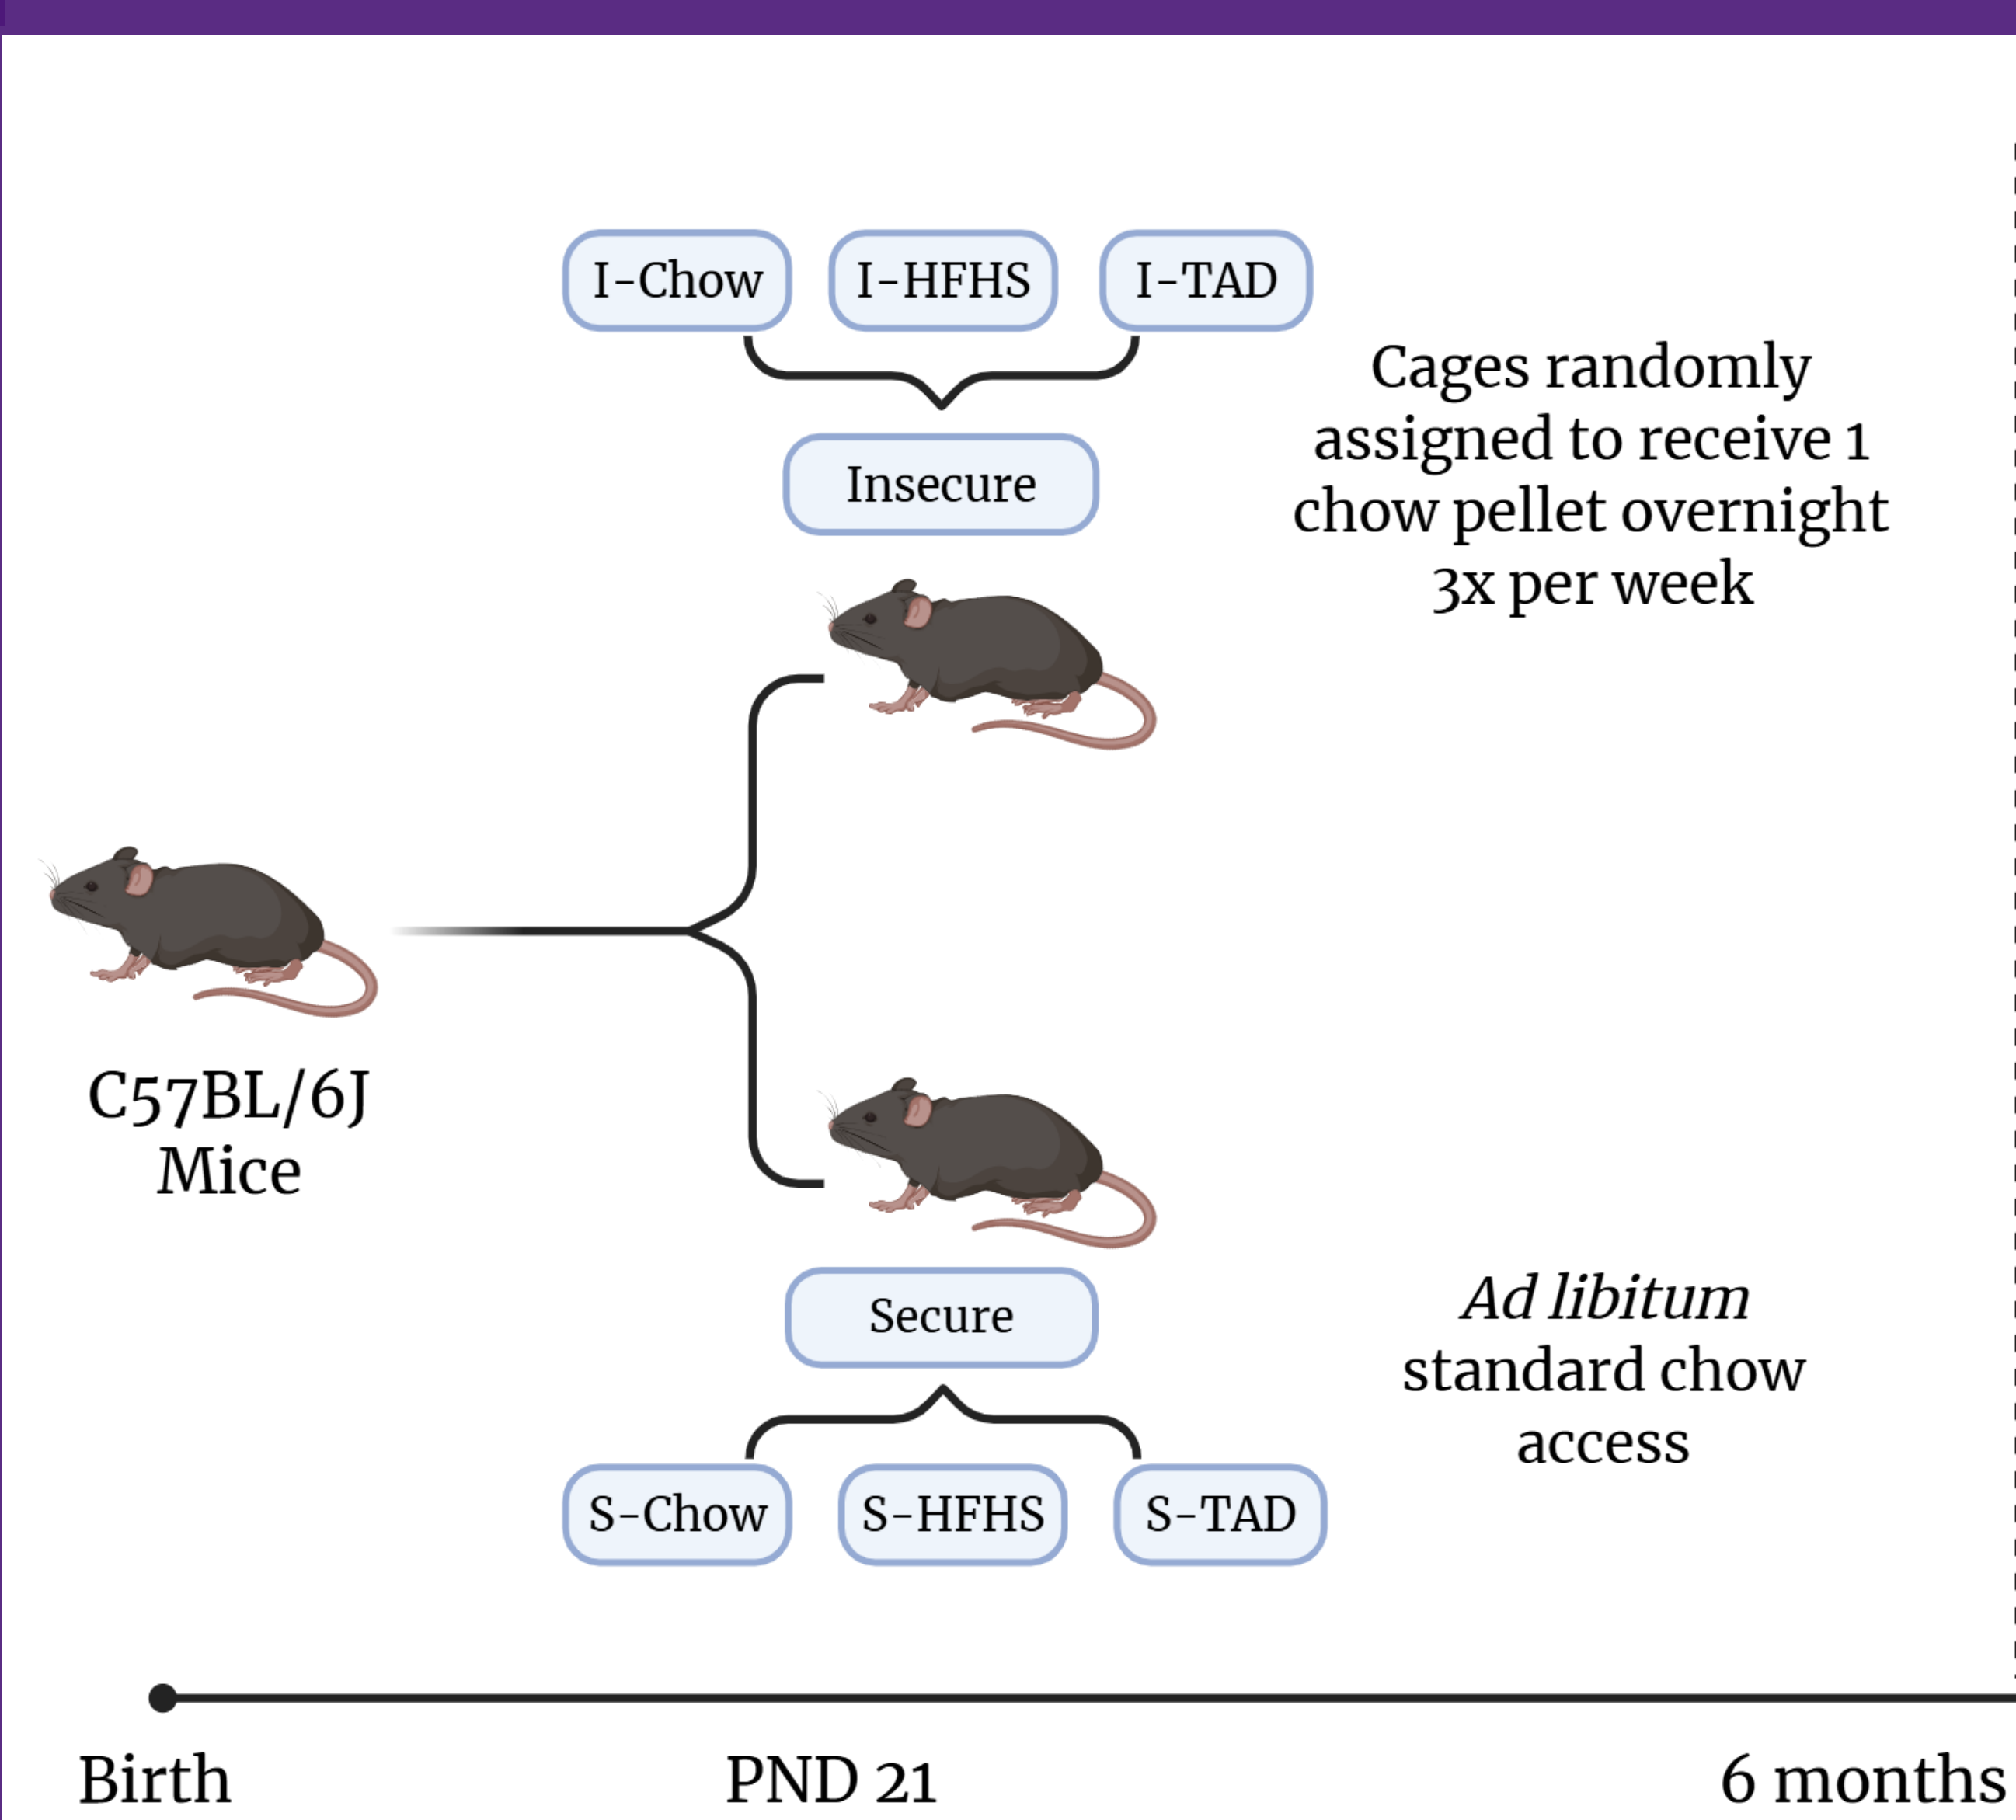 I-Chow
I-HFHS
I-TAD
Cages randomly
assigned to receive 1
chow pellet overnight
3x per week
Insecure
C57BL/6J
Mice
Secure
Ad libitum
standard chow
access
S-Chow
S-HFHS
S-TAD
Birth
PND 21
6 months